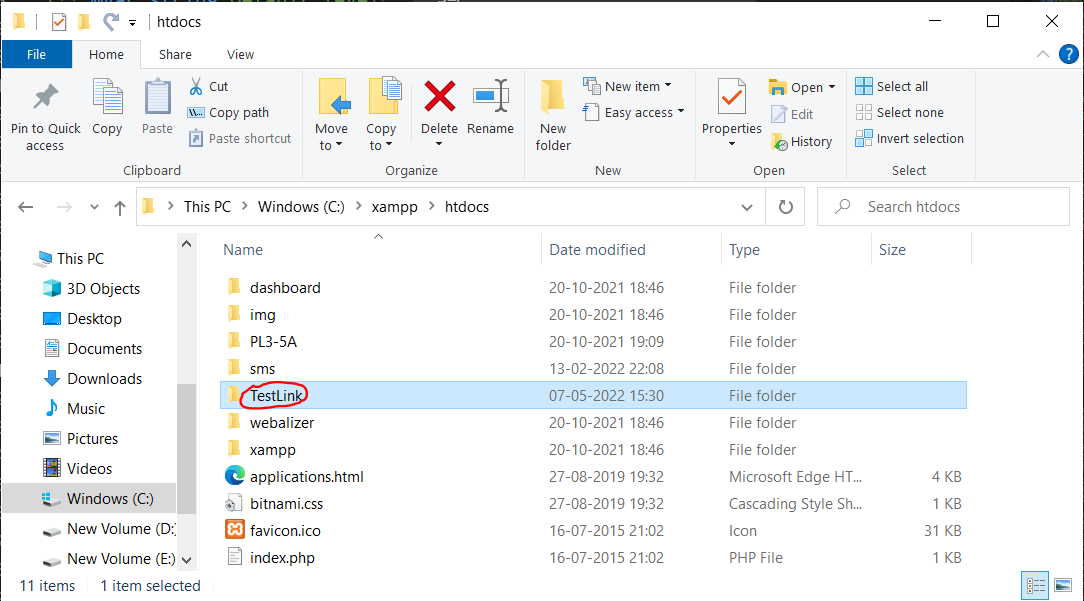 htdocs
File Home Share View
Pin to Quick access
Copy
Paste
Cut
Copy path
Paste shortcut
Clipboard
Move to
Copy to
Delete
Rename
Organize
New folder
New item
Easy access
New
Properties
Open
Edit
History
Open
Select all
Select none
Invert selection
Select
This PC > Windows (C:) > xampp > htdocs
Search htdocs
This PC
3D Objects
Desktop
Documents
Downloads
Music
Pictures
Videos
Windows (C:)
New Volume (D:
New Volume (E:)
Name Date modified Type Size
dashboard 20-10-2021 18:46 File folder
img 20-10-2021 18:46 File folder
PL3-5A 20-10-2021 19:09 File folder
sms 13-02-2022 22:08 File folder
TestLink 07-05-2022 15:30 File folder
webalizer 20-10-2021 18:46 File folder
xampp 20-10-2021 18:46 File folder
applications.html 27-08-2019 19:32 Microsoft Edge HT... 4 KB
bitnami.css 27-08-2019 19:32 Cascading Style Sh... 1 KB
favicon.ico 16-07-2015 21:02 Icon 31 KB
index.php 16-07-2015 21:02 PHP File 1 KB
11 items 1 item selected